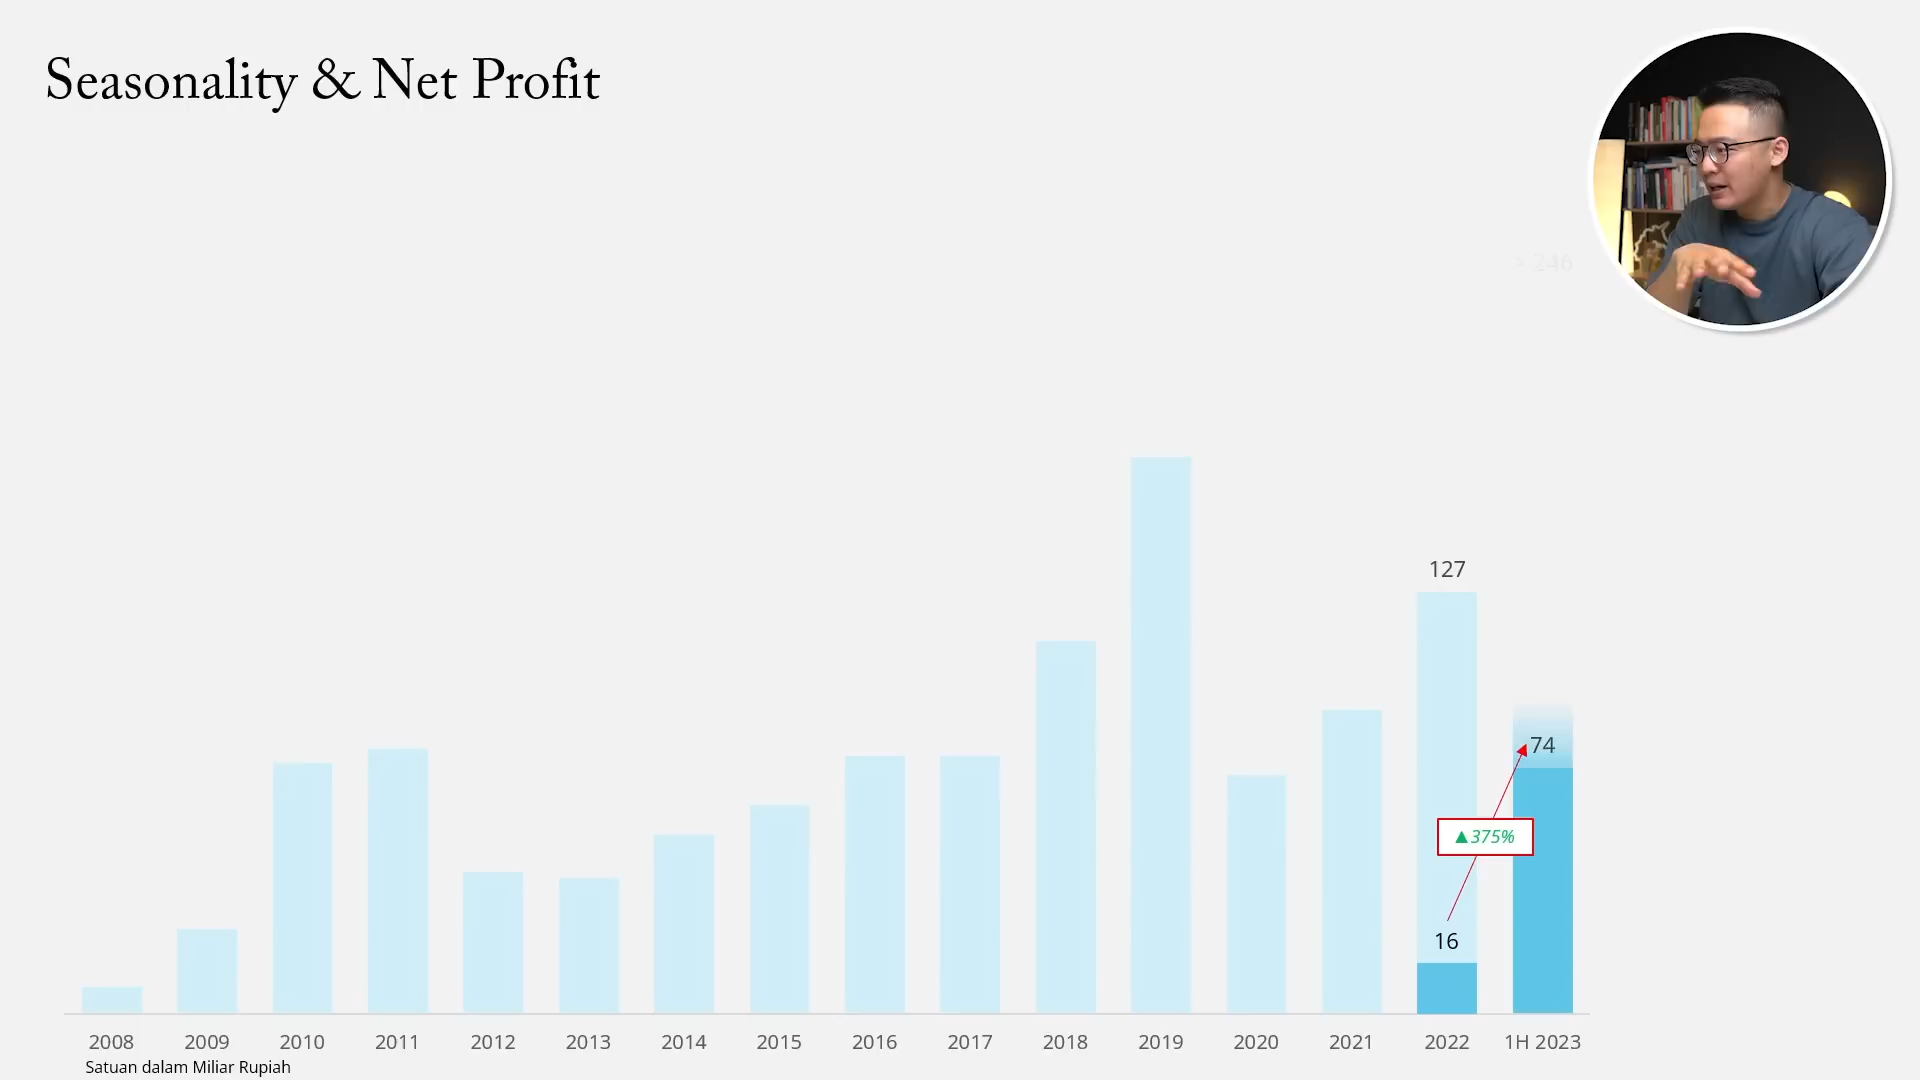 Seasonality & Net Profit
> 246
127
74
▲375%
16
2008 2009 2010 2011 2012 2013 2014 2015 2016 2017 2018 2019 2020 2021 2022 1H 2023
Satuan dalam Miliar Rupiah